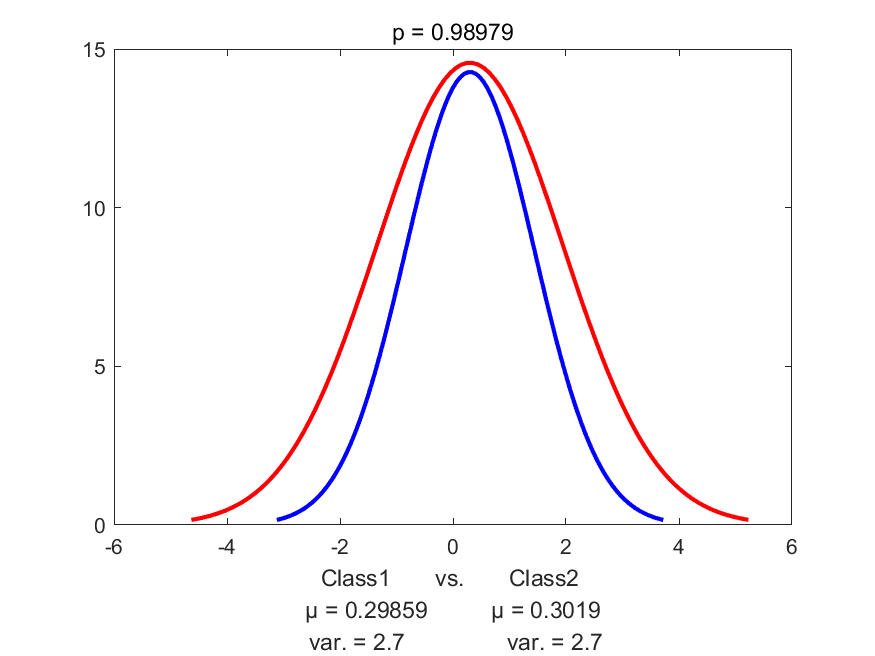 p = 0.98979
15
10
5
0
-6 -4 -2 0 2 4 6
Class1 vs. Class2
μ = 0.29859 μ = 0.3019
var. = 2.7 var. = 2.7